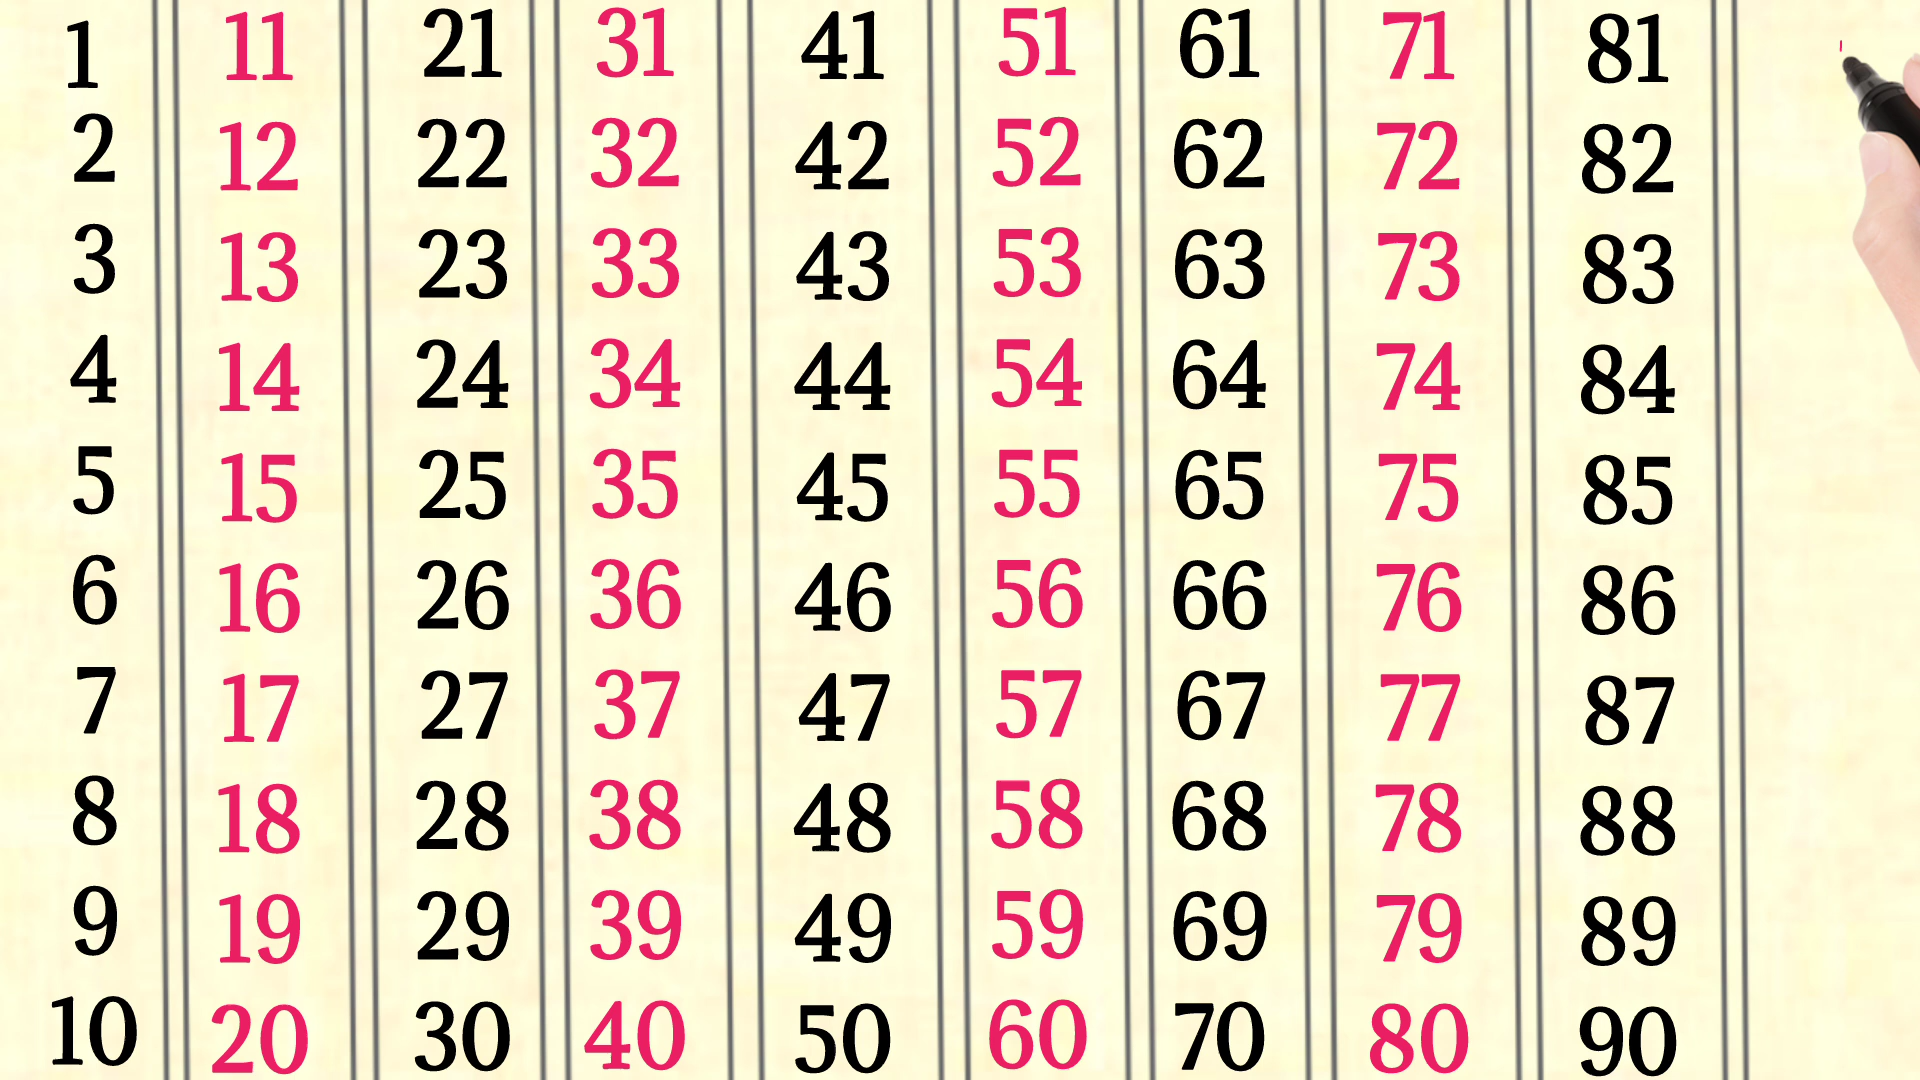 1 11 21 31 41 51 61 71 81
2 12 22 32 42 52 62 72 82
3 13 23 33 43 53 63 73 83
4 14 24 34 44 54 64 74 84
5 15 25 35 45 55 65 75 85
6 16 26 36 46 56 66 76 86
7 17 27 37 47 57 67 77 87
8 18 28 38 48 58 68 78 88
9 19 29 39 49 59 69 79 89
10 20 30 40 50 60 70 80 90